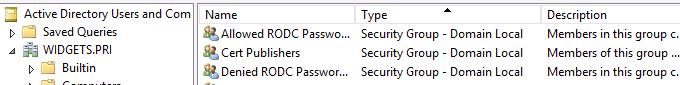 Active Directory Users and Com
Saved Queries
WIDGETS.PRI
Builtin
Computers
Name Type Description
Allowed RODC Passwo... Security Group - Domain Local Members in this group c...
Cert Publishers Security Group - Domain Local Members of this group ...
Denied RODC Passwor... Security Group - Domain Local Members in this group c...